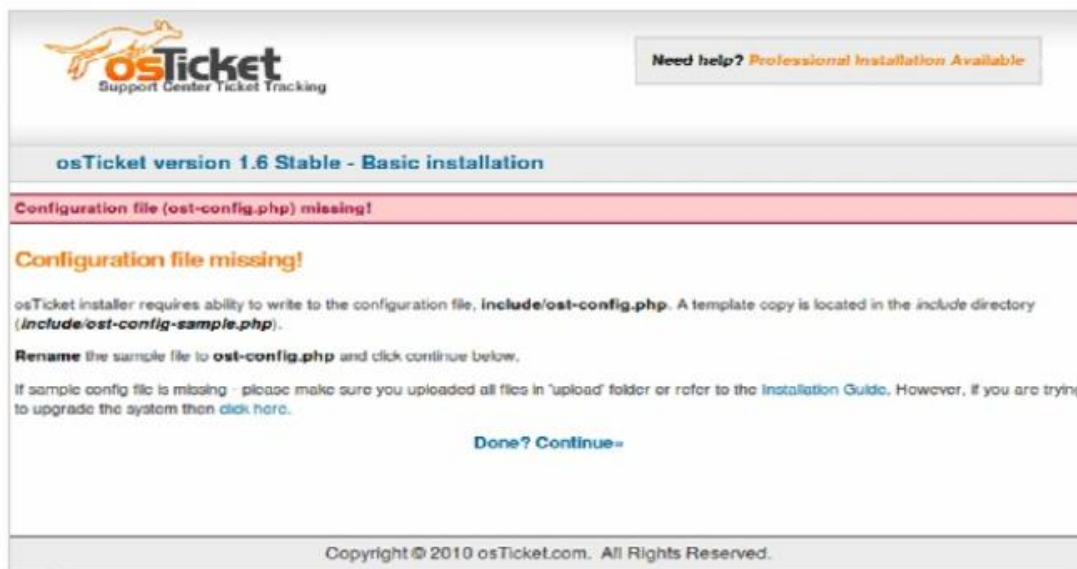 osTicket
Support Center Ticket Tracking
Need help? Professional Installation Available
osTicket version 1.6 Stable - Basic installation
Configuration file (ost-config.php) missing!
Configuration file missing!
osTicket installer requires ability to write to the configuration file, include/ost-config.php. A template copy is located in the include directory
(include/ost-config-sample.php).
Rename the sample file to ost-config.php and click continue below.
If sample config file is missing - please make sure you uploaded all files in 'upload' folder or refer to the Installation Guide. However, if you are trying
to upgrade the system then click here.
Done? Continue»
Copyright © 2010 osTicket.com. All Rights Reserved.